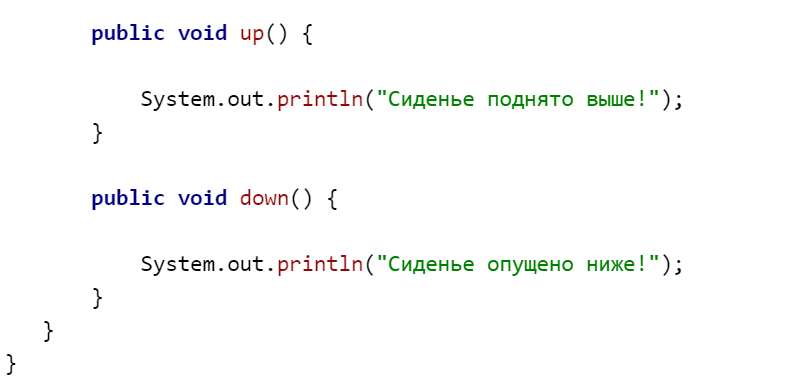 public void up() {
System.out.println("Сиденье поднято выше!");
}
public void down() {
System.out.println("Сиденье опущено ниже!");
}
}
}